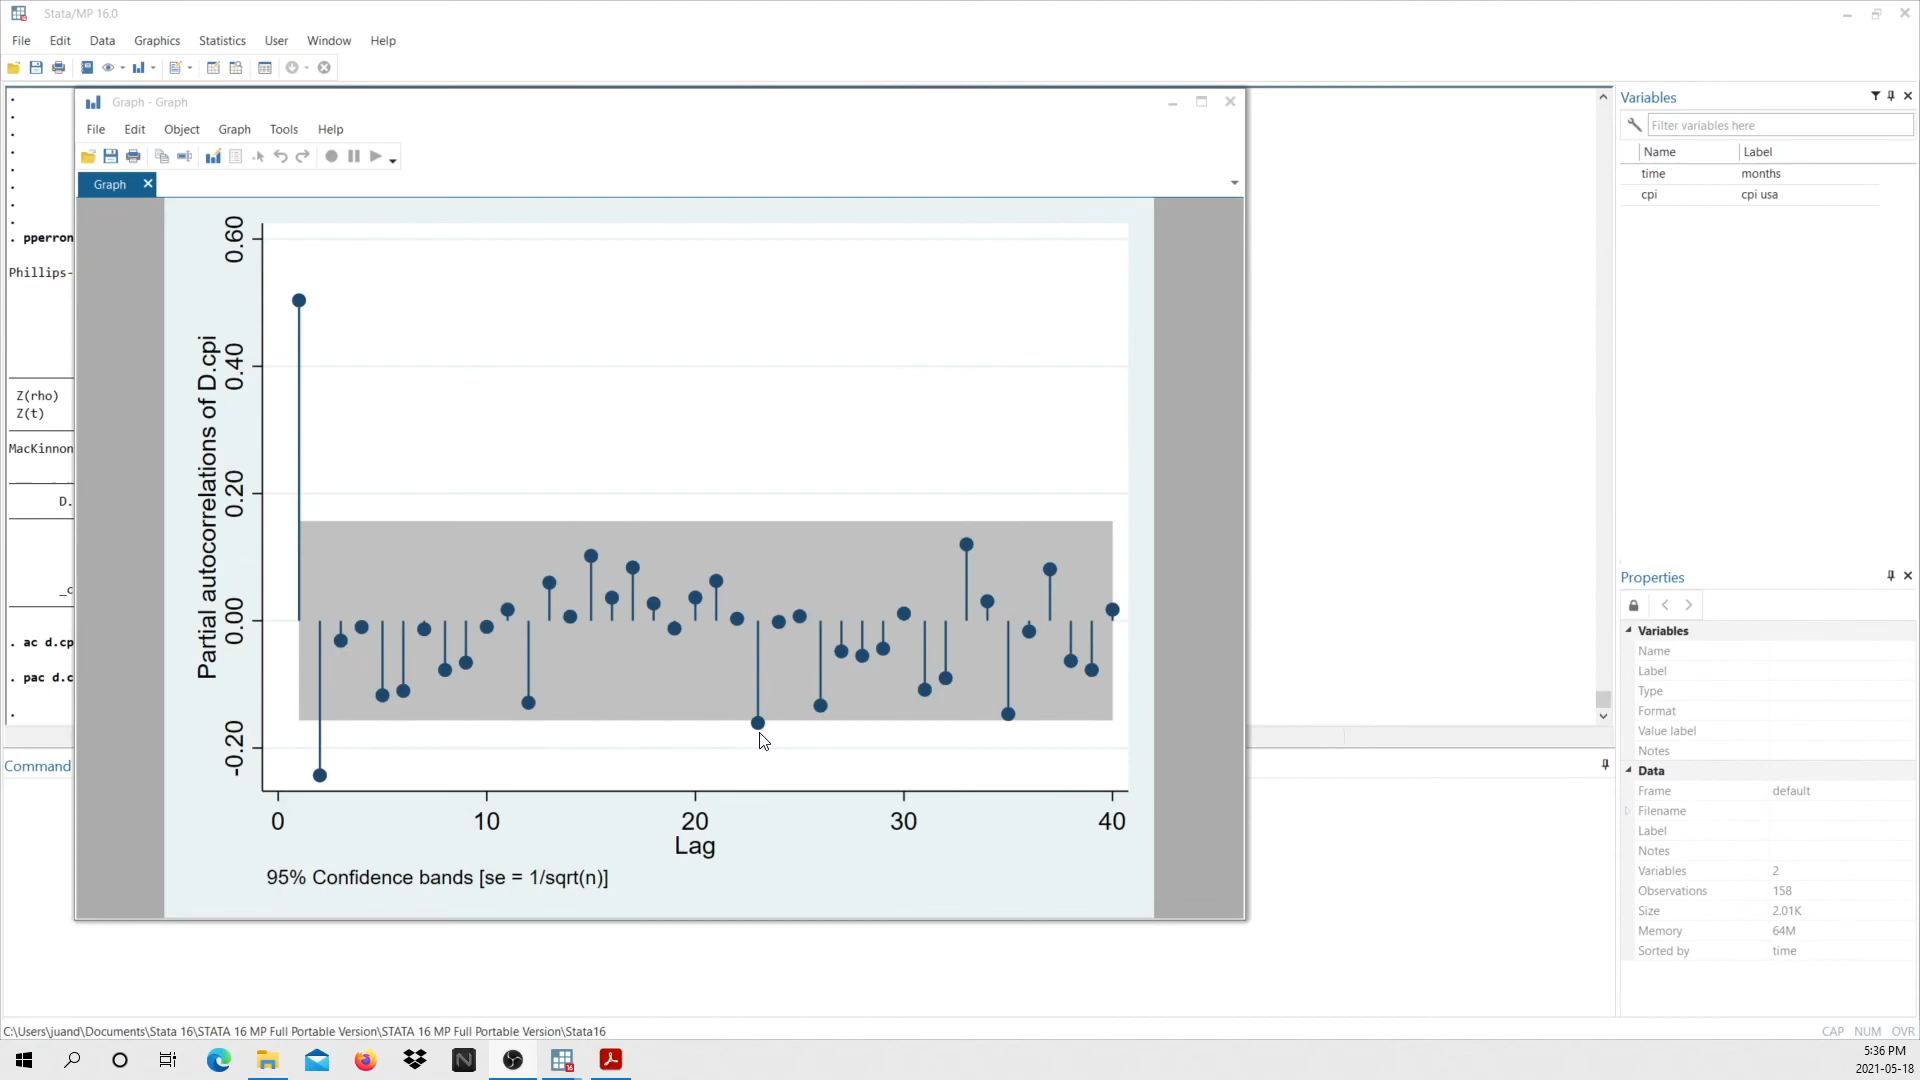 Stata/MP 16.0
File Edit Data Graphics Statistics User Window Help
Graph - Graph
File Edit Object Graph Tools Help
Graph
. pperron
Phillips-
Z(rho)
Z(t)
MacKinnon
D.
_c
. ac d.cp
. pac d.c
.
Partial autocorrelations of D.cpi
0.60
0.40
0.20
0.00
-0.20
0 10 20 30 40
Lag
95% Confidence bands [se = 1/sqrt(n)]
Command
Variables
Filter variables here
Name Label
time months
cpi cpi usa
Properties
Variables
Name
Label
Type
Format
Value label
Notes
Data
Frame default
Filename
Label
Notes
Variables 2
Observations 158
Size 2.01K
Memory 64M
Sorted by time
C:\Users\juand\Documents\Stata 16\STATA 16 MP Full Portable Version\STATA 16 MP Full Portable Version\Stata16
CAP NUM OVR
5:36 PM
2021-05-18